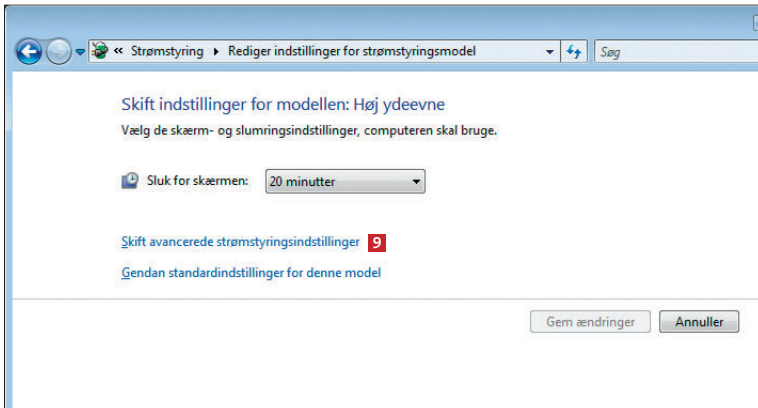 « Strømstyring ▸ Rediger indstillinger for strømstyringsmodel
Søg
Skift indstillinger for modellen: Høj ydeevne
Vælg de skærm- og slumringsindstillinger, computeren skal bruge.
Sluk for skærmen: 20 minutter
Skift avancerede strømstyringsindstillinger 9
Gendan standardindstillinger for denne model
Gem ændringer Annuller